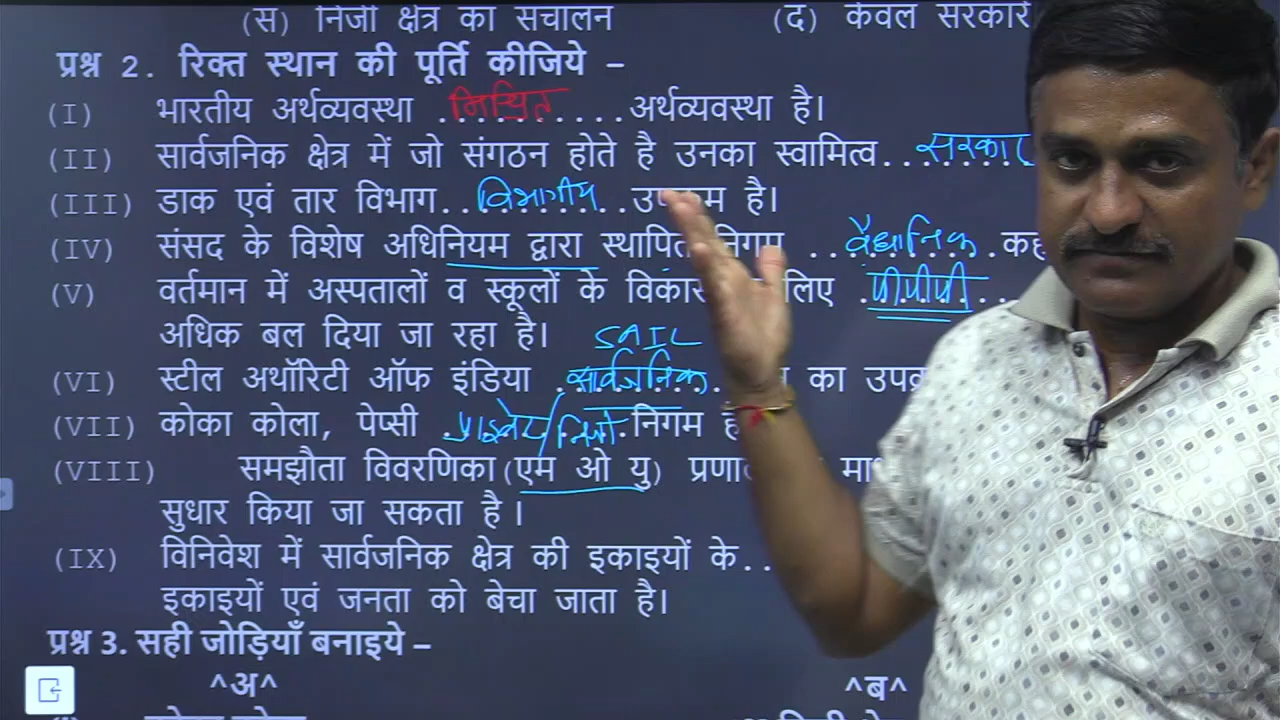 (स) निजी क्षेत्र का संचालन (द) केवल सरकारी
प्रश्न 2. रिक्त स्थान की पूर्ति कीजिये –
(I) भारतीय अर्थव्यवस्था .मिश्रित....अर्थव्यवस्था है।
(II) सार्वजनिक क्षेत्र में जो संगठन होते है उनका स्वामित्व...सरकार
(III) डाक एवं तार विभाग..विभागीय..उपक्रम है।
(IV) संसद के विशेष अधिनियम द्वारा स्थापित निगम ...वैधानिक.कह
(V) वर्तमान में अस्पतालों व स्कूलों के विकास लिए .पीपीपी..
अधिक बल दिया जा रहा है। SAIL
(VI) स्टील अथॉरिटी ऑफ इंडिया .सार्वजनिक. का उपक्र
(VII) कोका कोला, पेप्सी .प्राइवेट/निजी.निगम है
(VIII) समझौता विवरणिका(एम ओ यु) प्रणा मा
सुधार किया जा सकता है।
(IX) विनिवेश में सार्वजनिक क्षेत्र की इकाइयों के..
इकाइयों एवं जनता को बेचा जाता है।
प्रश्न 3. सही जोड़ियाँ बनाइये –
^अ^ ^ब^